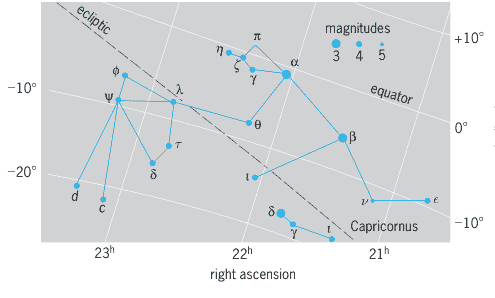 ecliptic
π
magnitudes
3 4 5
+10°
η
ζ
γ
α
ϕ
λ
equator
−10°
ψ
θ
0°
β
τ
−20°
δ
ι
d
c
ν
ε
δ
γ
ι
Capricornus
−10°
23h
22h
21h
right ascension